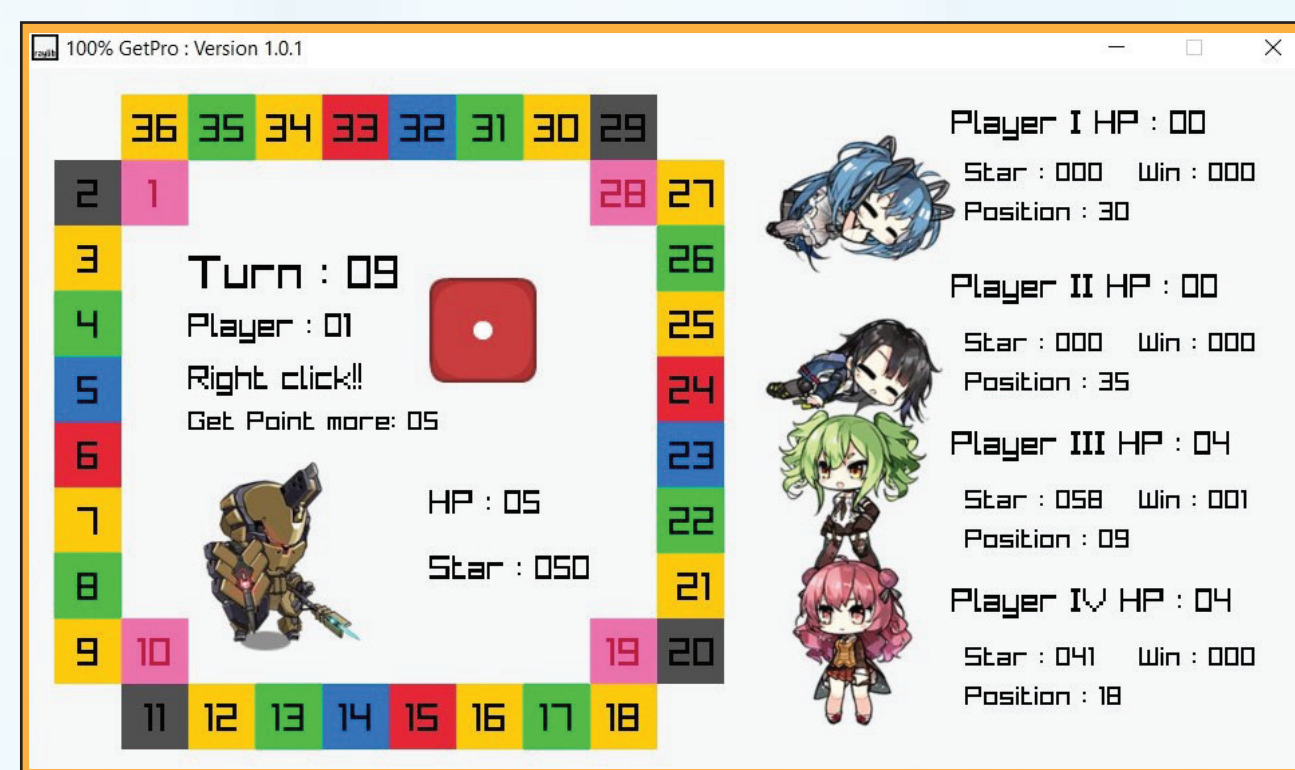 raylib
100% GetPro : Version 1.0.1
36 35 34 33 32 31 30 29
2 1 28 27
3 26
4 25
5 24
6 23
7 22
8 21
9 10 19 20
11 12 13 14 15 16 17 18
Turn : 09
Player : 01
Right click!!
Get Point more: 05
HP : 05
Star : 050
Player I HP : 00
Star : 000 Win : 000
Position : 30
Player II HP : 00
Star : 000 Win : 000
Position : 35
Player III HP : 04
Star : 058 Win : 001
Position : 09
Player IV HP : 04
Star : 041 Win : 000
Position : 18